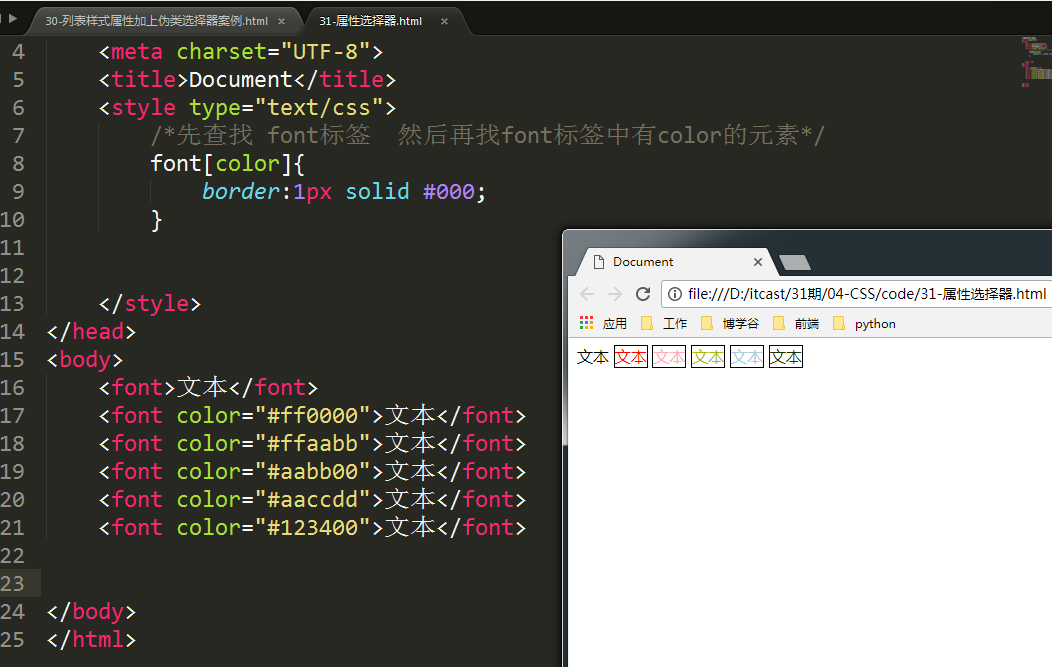 30-列表样式属性加上伪类选择器案例.html × 31-属性选择器.html ×
4 <meta charset="UTF-8">
5 <title>Document</title>
6 <style type="text/css">
7 /*先查找 font标签 然后再找font标签中有color的元素*/
8 font[color]{
9 border:1px solid #000;
10 }
11
12
13 </style>
14 </head>
15 <body>
16 <font>文本</font>
17 <font color="#ff0000">文本</font>
18 <font color="#ffaabb">文本</font>
19 <font color="#aabb00">文本</font>
20 <font color="#aaccdd">文本</font>
21 <font color="#123400">文本</font>
22
23
24 </body>
25 </html>
Document
file:///D:/itcast/31期/04-CSS/code/31-属性选择器.html
应用 工作 博学谷 前端 python
文本 文本 文本 文本 文本 文本